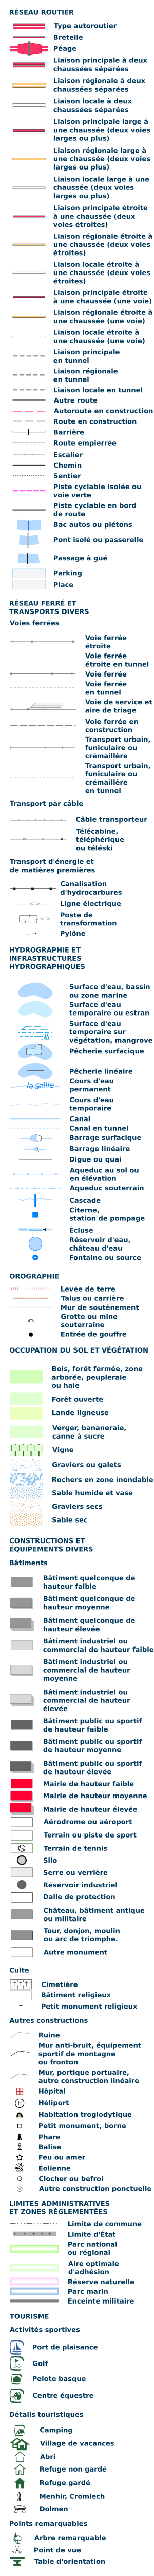 RÉSEAU ROUTIER
Type autoroutier
Bretelle
Péage
Liaison principale à deux
chaussées séparées
Liaison régionale à deux
chaussées séparées
Liaison locale à deux
chaussées séparées
Liaison principale large à
une chaussée (deux voies
larges ou plus)
Liaison régionale large à
une chaussée (deux voies
larges ou plus)
Liaison locale large à une
chaussée (deux voies
larges ou plus)
Liaison principale étroite
à une chaussée (deux
voies étroites)
Liaison régionale étroite à
une chaussée (deux voies
étroites)
Liaison locale étroite à
une chaussée (deux voies
étroites)
Liaison principale étroite
à une chaussée (une voie)
Liaison régionale étroite à
une chaussée (une voie)
Liaison locale étroite à
une chaussée (une voie)
Liaison principale
en tunnel
Liaison régionale
en tunnel
Liaison locale en tunnel
Autre route
Autoroute en construction
Route en construction
Barrière
Route empierrée
Escalier
Chemin
Sentier
Piste cyclable isolée ou
voie verte
Piste cyclable en bord
de route
Bac autos ou piétons
Pont isolé ou passerelle
Passage à gué
Parking
Place
RÉSEAU FERRÉ ET
TRANSPORTS DIVERS
Voies ferrées
Voie ferrée
étroite
Voie ferrée
étroite en tunnel
Voie ferrée
Voie ferrée
en tunnel
Voie de service et
aire de triage
Voie ferrée en
construction
Transport urbain,
funiculaire ou
crémaillère
Transport urbain,
funiculaire ou
crémaillère
en tunnel
Transport par câble
Câble transporteur
Télécabine,
téléphérique
ou téléski
Transport d'énergie et
de matières premières
Canalisation
d'hydrocarbures
Ligne électrique
Poste de
transformation
Pylône
HYDROGRAPHIE ET
INFRASTRUCTURES
HYDROGRAPHIQUES
Surface d'eau, bassin
ou zone marine
Surface d'eau
temporaire ou estran
Surface d'eau
temporaire sur
végétation, mangrove
Pêcherie surfacique
Pêcherie linéaire
Cours d'eau
permanent
la Seille
Cours d'eau
temporaire
Canal
Canal en tunnel
Barrage surfacique
Barrage linéaire
Digue ou quai
Aqueduc au sol ou
en élévation
Aqueduc souterrain
Cascade
Citerne,
station de pompage
Écluse
Réservoir d'eau,
château d'eau
Fontaine ou source
OROGRAPHIE
Levée de terre
Talus ou carrière
Mur de soutènement
Grotte ou mine
souterraine
Entrée de gouffre
OCCUPATION DU SOL ET VÉGÉTATION
Bois, forêt fermée, zone
arborée, peupleraie
ou haie
Forêt ouverte
Lande ligneuse
Verger, bananeraie,
canne à sucre
Vigne
Graviers ou galets
Rochers en zone inondable
Sable humide et vase
Graviers secs
Sable sec
CONSTRUCTIONS ET
ÉQUIPEMENTS DIVERS
Bâtiments
Bâtiment quelconque de
hauteur faible
Bâtiment quelconque de
hauteur moyenne
Bâtiment quelconque de
hauteur élevée
Bâtiment industriel ou
commercial de hauteur faible
Bâtiment industriel ou
commercial de hauteur
moyenne
Bâtiment industriel ou
commercial de hauteur
élevée
Bâtiment public ou sportif
de hauteur faible
Bâtiment public ou sportif
de hauteur moyenne
Bâtiment public ou sportif
de hauteur élevée
Mairie de hauteur faible
Mairie de hauteur moyenne
Mairie de hauteur élevée
Aérodrome ou aéroport
Terrain ou piste de sport
Terrain de tennis
Silo
Serre ou verrière
Réservoir industriel
Dalle de protection
Château, bâtiment antique
ou militaire
Tour, donjon, moulin
ou arc de triomphe.
Autre monument
Culte
Cimetière
Bâtiment religieux
Petit monument religieux
Autres constructions
Ruine
Mur anti-bruit, équipement
sportif de montagne
ou fronton
Mur, portique portuaire,
autre construction linéaire
Hôpital
H
Héliport
Habitation troglodytique
Petit monument, borne
Phare
Balise
Feu ou amer
Éolienne
Clocher ou befroi
Autre construction ponctuelle
LIMITES ADMINISTRATIVES
ET ZONES RÉGLEMENTÉES
Limite de commune
Limite d'État
Parc national
ou régional
Aire optimale
d'adhésion
Réserve naturelle
Parc marin
Enceinte militaire
TOURISME
Activités sportives
Port de plaisance
Golf
Pelote basque
Centre équestre
Détails touristiques
Camping
Village de vacances
Abri
Refuge non gardé
Refuge gardé
Menhir, Cromlech
Dolmen
Points remarquables
Arbre remarquable
Point de vue
Table d'orientation